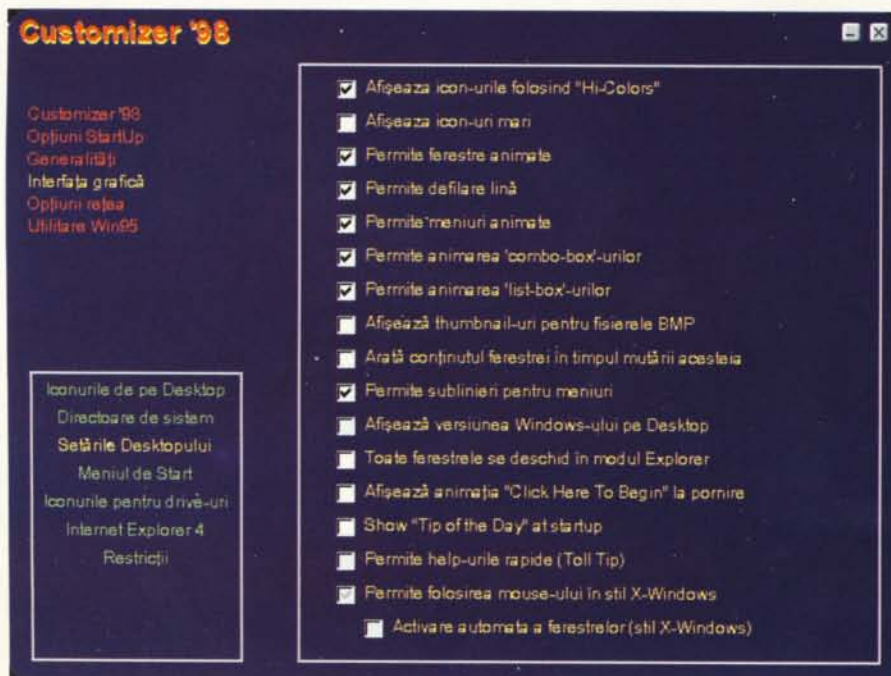 Customizer '98
Customizer '98
Opțiuni StartUp
Generalități
Interfața grafică
Opțiuni rețea
Utilitare Win95
Iconurile de pe Desktop
Directoare de sistem
Setările Desktopului
Meniul de Start
Iconurile pentru drive-uri
Internet Explorer 4
Restricții
Afișeaza icon-urile folosind "Hi-Colors"
Afișeaza icon-uri mari
Permite ferestre animate
Permite defilare lină
Permite meniuri animate
Permite animarea 'combo-box'-urilor
Permite animarea 'list-box'-urilor
Afișează thumbnail-uri pentru fisierele BMP
Arată conținutul ferestrei în timpul mutării acesteia
Permite sublinieri pentru meniuri
Afișează versiunea Windows-ului pe Desktop
Toate ferestrele se deschid în modul Explorer
Afișează animația "Click Here To Begin" la pornire
Show "Tip of the Day" at startup
Permite help-urile rapide (Toll Tip)
Permite folosirea mouse-ului în stil X-Windows
Activare automata a ferestrelor (stil X-Windows)